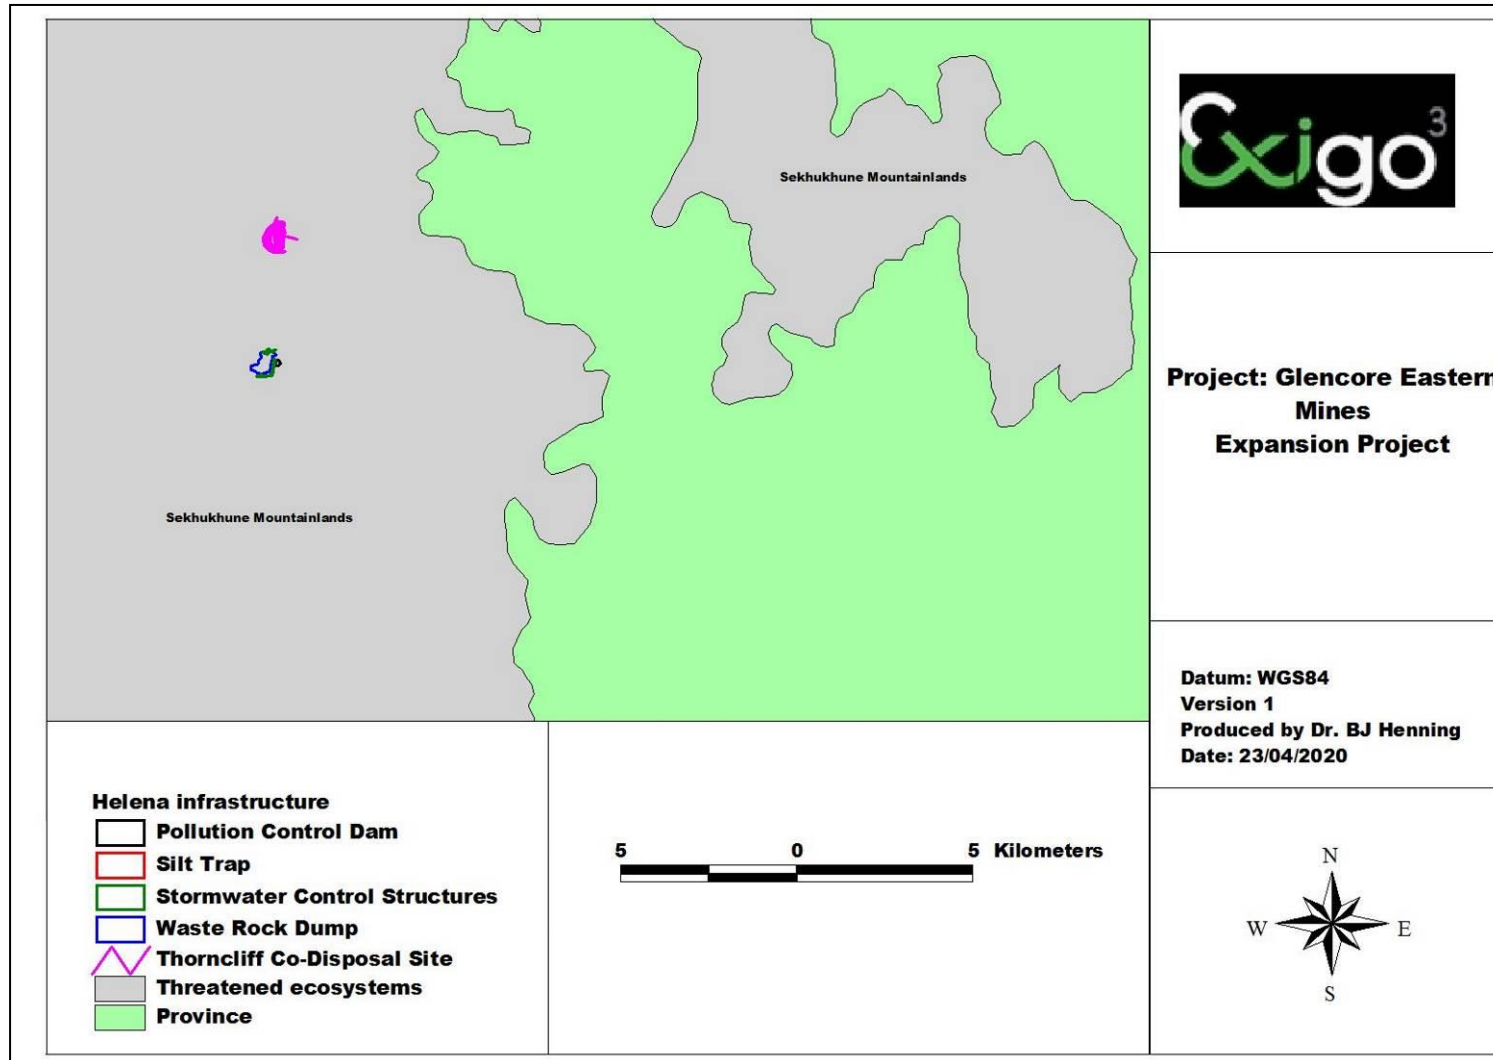 Sekhukhune Mountainlands
Sekhukhune Mountainlands
Exigo3
Project: Glencore Eastern
Mines
Expansion Project
Datum: WGS84
Version 1
Produced by Dr. BJ Henning
Date: 23/04/2020
Helena infrastructure
Pollution Control Dam
Silt Trap
Stormwater Control Structures
Waste Rock Dump
Thorncliff Co-Disposal Site
Threatened ecosystems
Province
5 0 5 Kilometers
N
W E
S